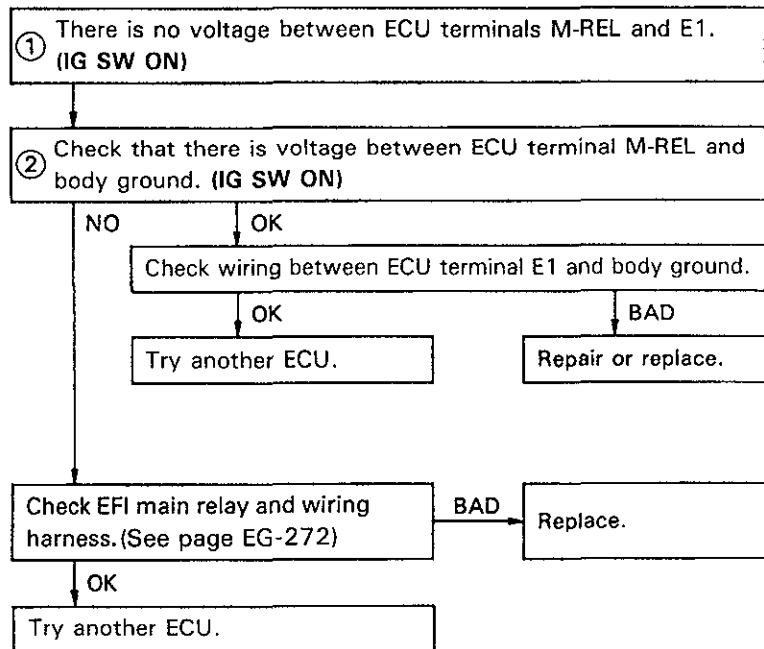 ① There is no voltage between ECU terminals M-REL and E1.
(IG SW ON)
② Check that there is voltage between ECU terminal M-REL and
body ground. (IG SW ON)
NO
OK
Check wiring between ECU terminal E1 and body ground.
OK
BAD
Try another ECU.
Repair or replace.
Check EFI main relay and wiring
harness.(See page EG-272)
BAD
Replace.
OK
Try another ECU.